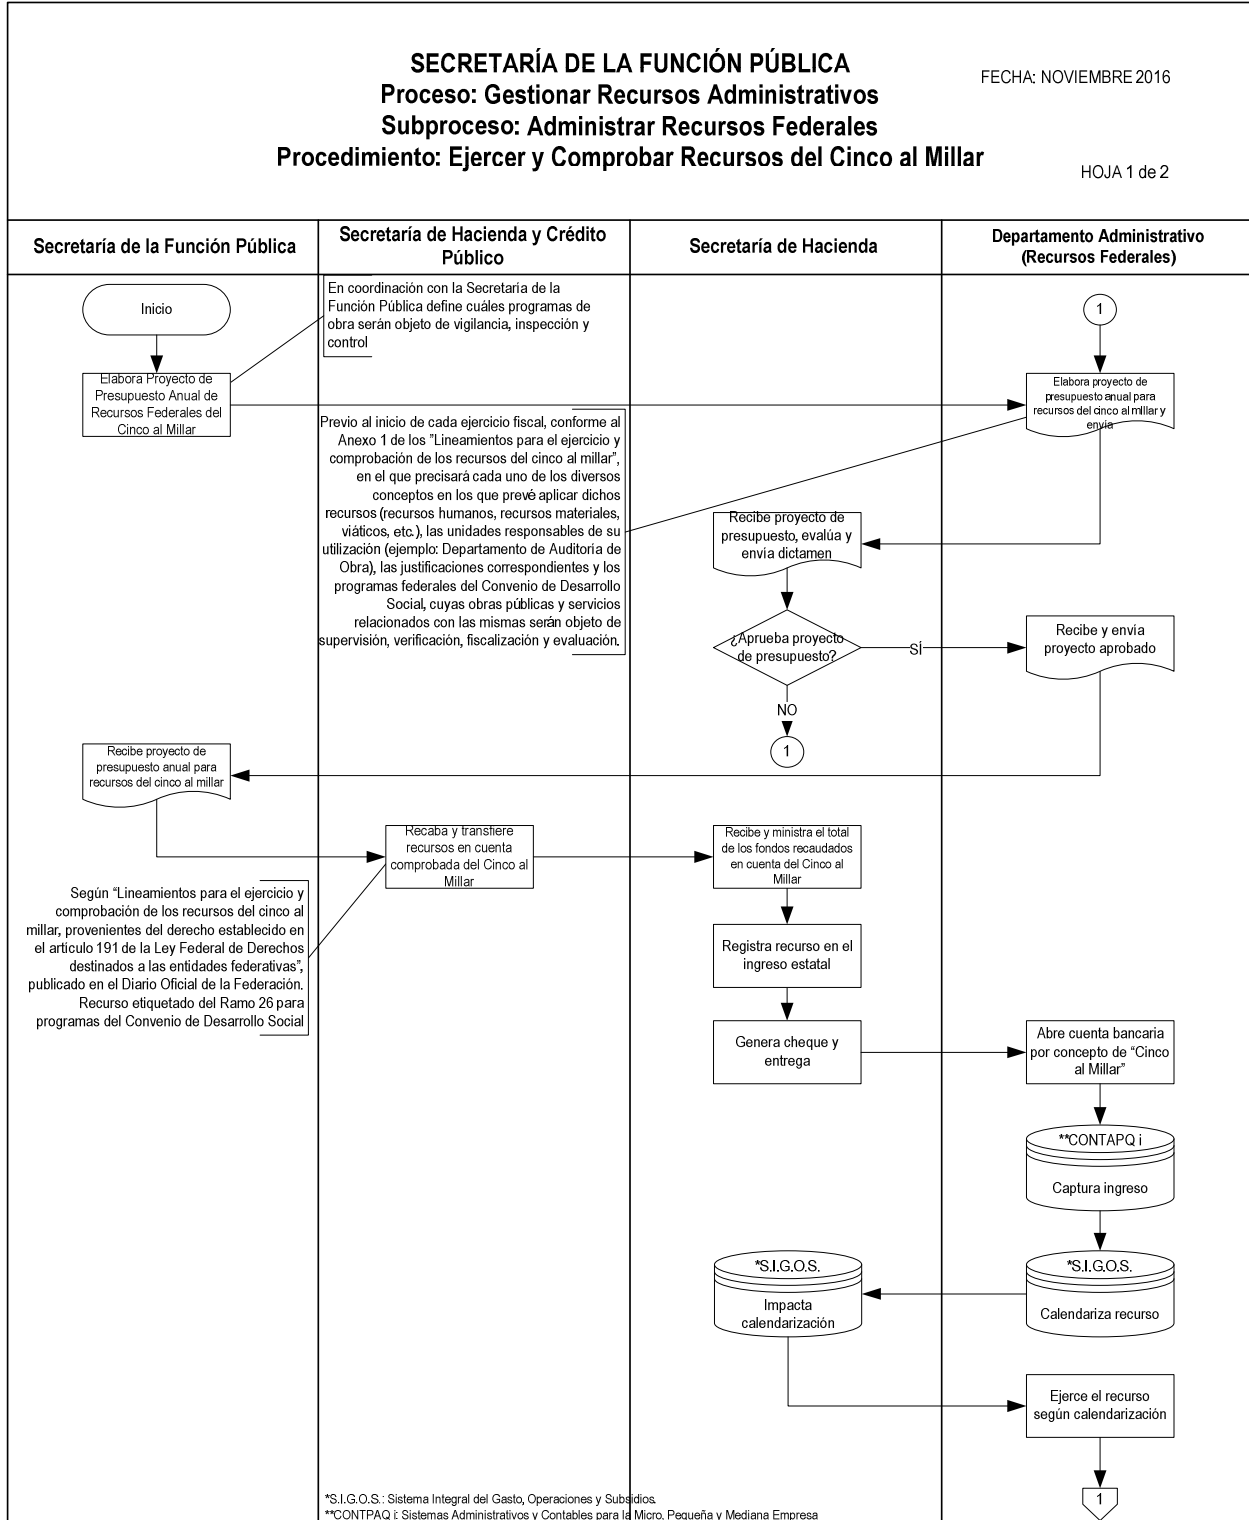 SECRETARÍA DE LA FUNCIÓN PÚBLICA
Proceso: Gestionar Recursos Administrativos
Subproceso: Administrar Recursos Federales
Procedimiento: Ejercer y Comprobar Recursos del Cinco al Millar
FECHA: NOVIEMBRE 2016
HOJA 1 de 2
Secretaría de la Función Pública
Secretaría de Hacienda y Crédito
Público
Secretaría de Hacienda
Departamento Administrativo
(Recursos Federales)
Inicio
En coordinación con la Secretaría de la
Función Pública define cuáles programas de
obra serán objeto de vigilancia, inspección y
control
1
Elabora Proyecto de
Presupuesto Anual de
Recursos Federales del
Cinco al Millar
Elabora proyecto de
presupuesto anual para
recursos del cinco al millar y
envía
Previo al inicio de cada ejercicio fiscal, conforme al
Anexo 1 de los "Lineamientos para el ejercicio y
comprobación de los recursos del cinco al millar",
en el que precisará cada uno de los diversos
conceptos en los que prevé aplicar dichos
recursos (recursos humanos, recursos materiales,
viáticos, etc.), las unidades responsables de su
utilización (ejemplo: Departamento de Auditoría de
Obra), las justificaciones correspondientes y los
programas federales del Convenio de Desarrollo
Social, cuyas obras públicas y servicios
relacionados con las mismas serán objeto de
supervisión, verificación, fiscalización y evaluación.
Recibe proyecto de
presupuesto, evalúa y
envía dictamen
¿Aprueba proyecto
de presupuesto?
SÍ
Recibe y envía
proyecto aprobado
NO
1
Recibe proyecto de
presupuesto anual para
recursos del cinco al millar
Recaba y transfiere
recursos en cuenta
comprobada del Cinco al
Millar
Recibe y ministra el total
de los fondos recaudados
en cuenta del Cinco al
Millar
Según "Lineamientos para el ejercicio y
comprobación de los recursos del cinco al
millar, provenientes del derecho establecido en
el articulo 191 de la Ley Federal de Derechos
destinados a las entidades federativas",
publicado en el Diario Oficial de la Federación.
Recurso etiquetado del Ramo 26 para
programas del Convenio de Desarrollo Social
Registra recurso en el
ingreso estatal
Genera cheque y
entrega
Abre cuenta bancaria
por concepto de "Cinco
al Millar"
**CONTAPQ i
Captura ingreso
*S.I.G.O.S.
Impacta
calendarización
*S.I.G.O.S.
Calendariza recurso
Ejerce el recurso
según calendarización
1
*S.I.G.O.S.: Sistema Integral del Gasto, Operaciones y Subsidios.
**CONTPAQ i: Sistemas Administrativos y Contables para la Micro, Pequeña y Mediana Empresa